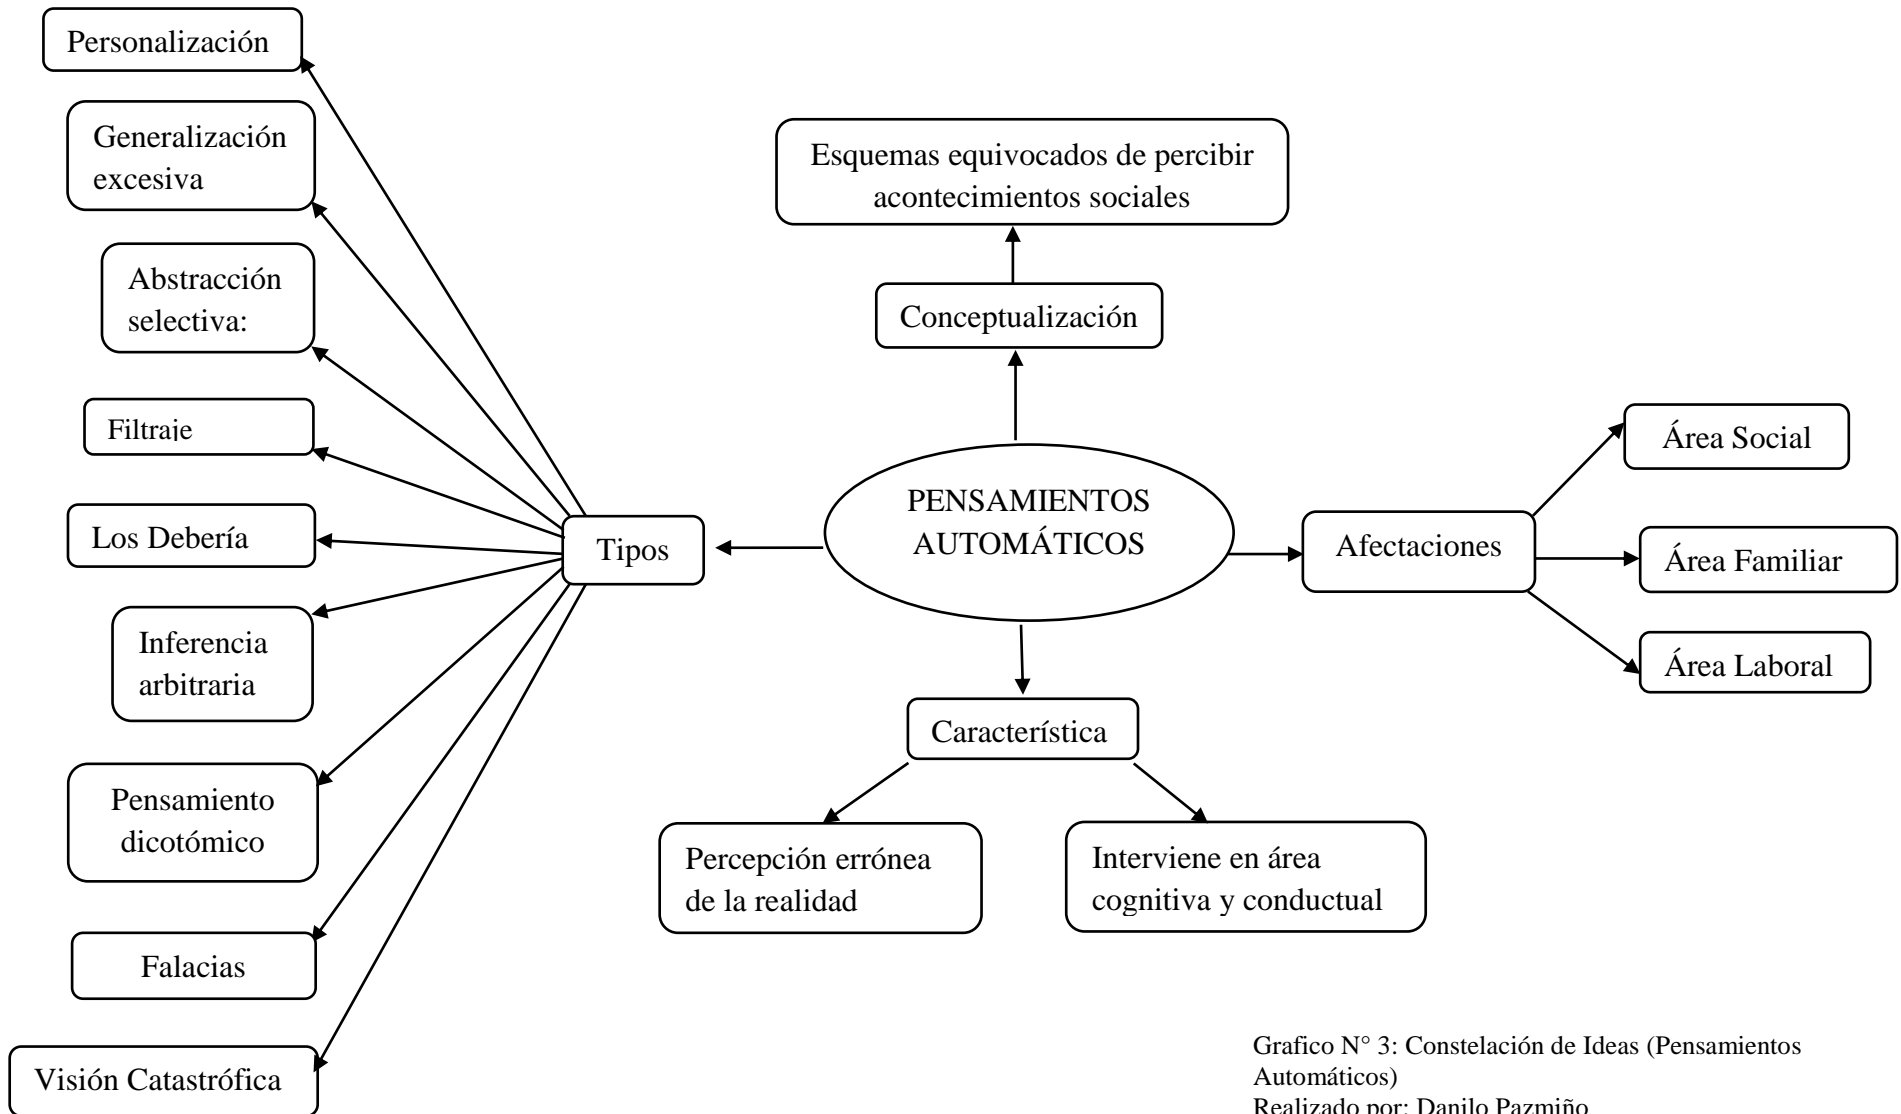 Personalización
Generalización
excesiva
Abstracción
selectiva:
Filtraje
Los Debería
Inferencia
arbitraria
Pensamiento
dicotómico
Falacias
Visión Catastrófica
Tipos
Esquemas equivocados de percibir
acontecimientos sociales
Conceptualización
PENSAMIENTOS
AUTOMÁTICOS
Característica
Percepción errónea
de la realidad
Interviene en área
cognitiva y conductual
Afectaciones
Área Social
Área Familiar
Área Laboral
Grafico N° 3: Constelación de Ideas (Pensamientos
Automáticos)
Realizado por: Danilo Pazmiño